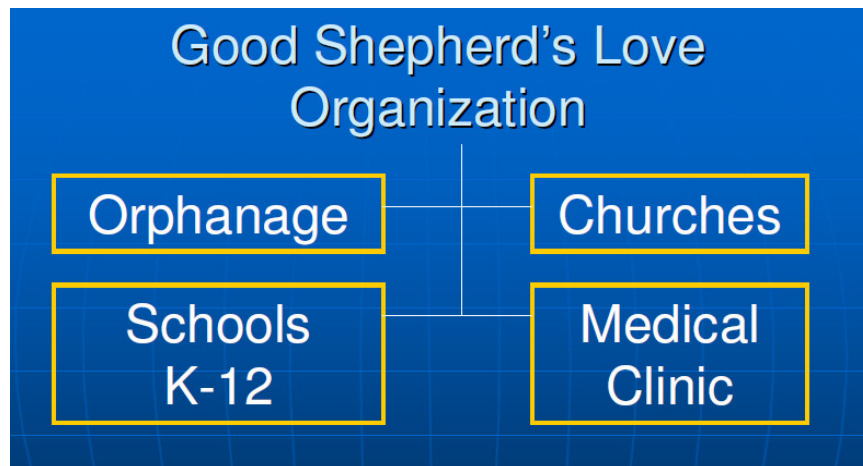 Good Shepherd's Love
Organization
Orphanage
Churches
Schools
K-12
Medical
Clinic